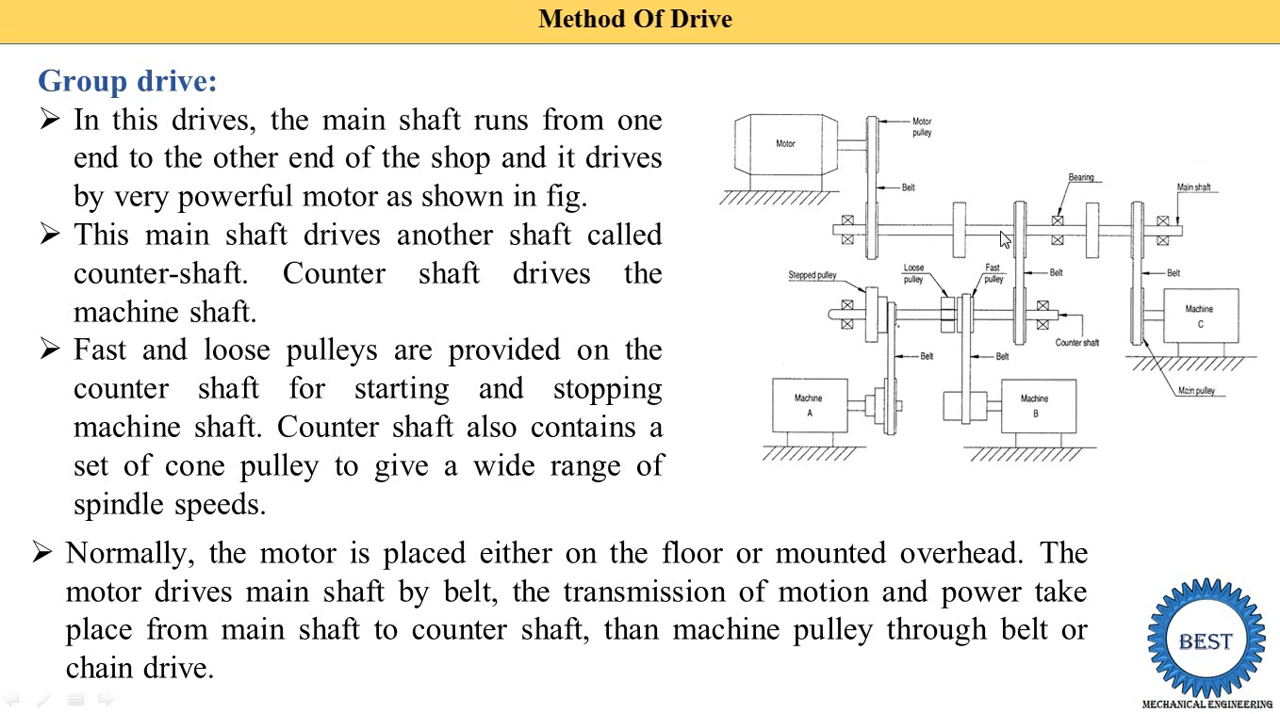 Method Of Drive
Group drive:
➢ In this drives, the main shaft runs from one
end to the other end of the shop and it drives
by very powerful motor as shown in fig.
➢ This main shaft drives another shaft called
counter-shaft. Counter shaft drives the
machine shaft.
➢ Fast and loose pulleys are provided on the
counter shaft for starting and stopping
machine shaft. Counter shaft also contains a
set of cone pulley to give a wide range of
spindle speeds.
➢ Normally, the motor is placed either on the floor or mounted overhead. The
motor drives main shaft by belt, the transmission of motion and power take
place from main shaft to counter shaft, than machine pulley through belt or
chain drive.
Motor
Motor
pulley
Belt
Bearing
Main shaft
Stepped pulley
Loose
pulley
Fast
pulley
Belt
Belt
Counter shaft
Machine
C
Belt
Belt
Main pulley
Machine
A
Machine
B
BEST
MECHANICAL ENGINEERING